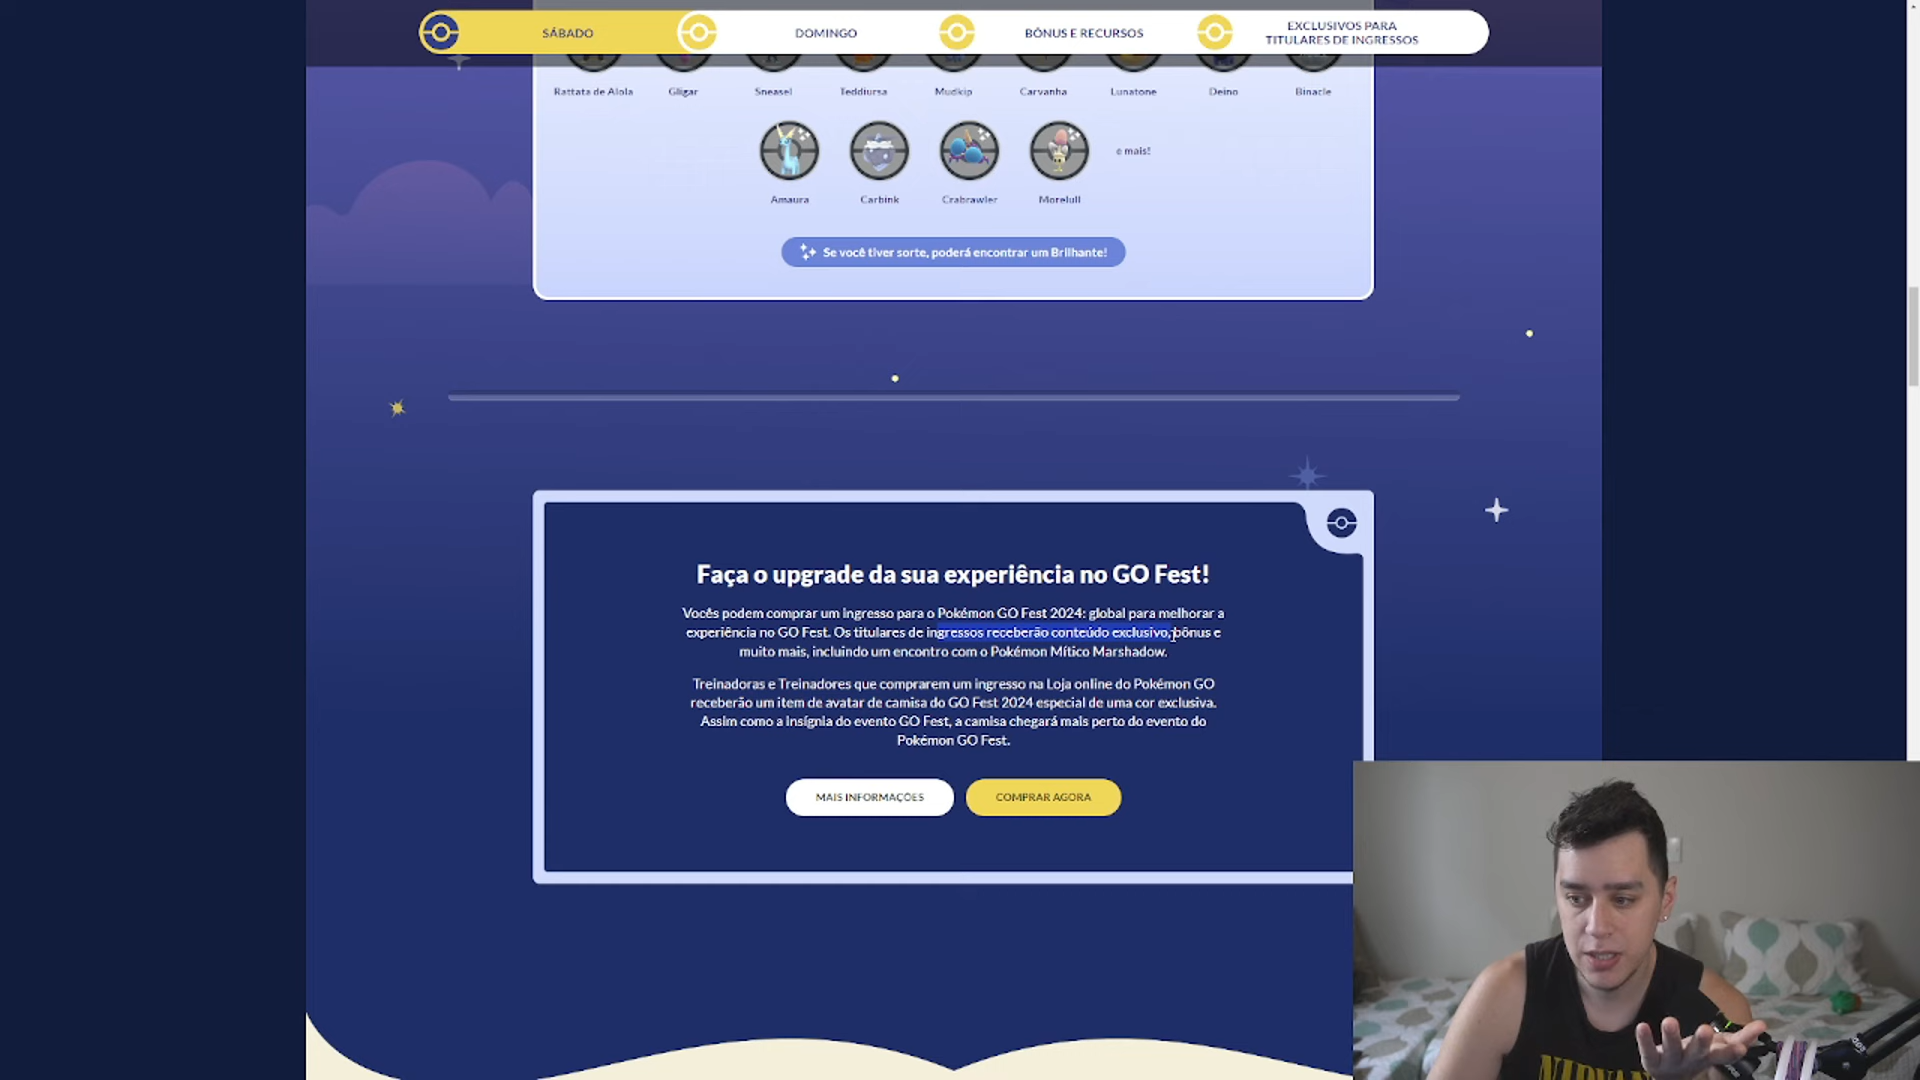 SÁBADO
DOMINGO
BÔNUS E RECURSOS
EXCLUSIVOS PARA
TITULARES DE INGRESSOS
Rattata de Alola
Gligar
Sneasel
Teddiursa
Mudkip
Carvanha
Lunatone
Deino
Binacle
Amaura
Carbink
Crabrawler
Morelull
e mais!
Se você tiver sorte, poderá encontrar um Brilhante!
Faça o upgrade da sua experiência no GO Fest!
Vocês podem comprar um ingresso para o Pokémon GO Fest 2024: global para melhorar a
experiência no GO Fest. Os titulares de ingressos receberão conteúdo exclusivo, bônus e
muito mais, incluindo um encontro com o Pokémon Mítico Marshadow.
Treinadoras e Treinadores que comprarem um ingresso na Loja online do Pokémon GO
receberão um item de avatar de camisa do GO Fest 2024 especial de uma cor exclusiva.
Assim como a insígnia do evento GO Fest, a camisa chegará mais perto do evento do
Pokémon GO Fest.
MAIS INFORMAÇÕES
COMPRAR AGORA